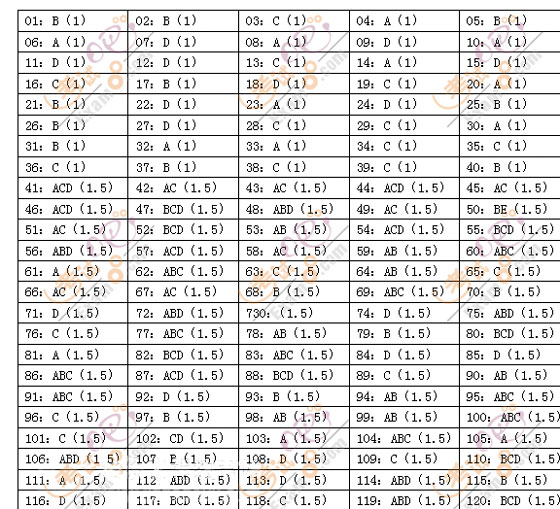 01: B (1) 02: B (1) 03: C (1) 04: A (1) 05: B (1)
06: A (1) 07: D (1) 08: A (1) 09: D (1) 10: A (1)
11: D (1) 12: D (1) 13: C (1) 14: A (1) 15: D (1)
16: C (1) 17: B (1) 18: D (1) 19: C (1) 20: A (1)
21: B (1) 22: D (1) 23: A (1) 24: D (1) 25: B (1)
26: B (1) 27: D (1) 28: C (1) 29: C (1) 30: A (1)
31: B (1) 32: A (1) 33: A (1) 34: C (1) 35: C (1)
36: C (1) 37: B (1) 38: C (1) 39: C (1) 40: B (1)
41: ACD (1.5) 42: AC (1.5) 43: AC (1.5) 44: ACD (1.5) 45: AC (1.5)
46: ACD (1.5) 47: BCD (1.5) 48: ABD (1.5) 49: AC (1.5) 50: BE (1.5)
51: AC (1.5) 52: BCD (1.5) 53: AB (1.5) 54: ACD (1.5) 55: BCD (1.5)
56: ABD (1.5) 57: ACD (1.5) 58: AC (1.5) 59: AB (1.5) 60: ABC (1.5)
61: A (1.5) 62: ABC (1.5) 63: C (1.5) 64: AB (1.5) 65: C (1.5)
66: AC (1.5) 67: AC (1.5) 68: B (1.5) 69: ABC (1.5) 70: B (1.5)
71: D (1.5) 72: ABD (1.5) 730: (1.5) 74: D (1.5) 75: ABD (1.5)
76: C (1.5) 77: ABC (1.5) 78: AB (1.5) 79: B (1.5) 80: BCD (1.5)
81: A (1.5) 82: BCD (1.5) 83: ABC (1.5) 84: D (1.5) 85: D (1.5)
86: ABC (1.5) 87: ACD (1.5) 88: BCD (1.5) 89: C (1.5) 90: AB (1.5)
91: ABC (1.5) 92: D (1.5) 93: B (1.5) 94: AB (1.5) 95: ABC (1.5)
96: C (1.5) 97: B (1.5) 98: AB (1.5) 99: AB (1.5) 100: ABC (1.5)
101: C (1.5) 102: CD (1.5) 103: A (1.5) 104: ABC (1.5) 105: A (1.5)
106: ABD (1 5) 107 E (1.5) 108: D (1.5) 109: C (1.5) 110: BCD (1.5)
111: A (1.5) 112 ABD (1.5) 113: D (1.5) 114: ABD (1.5) 115: B (1.5)
116: D (1.5) 117: BCD (1.5) 118: C (1.5) 119: ABD (1.5) 120: BCD (1.5)